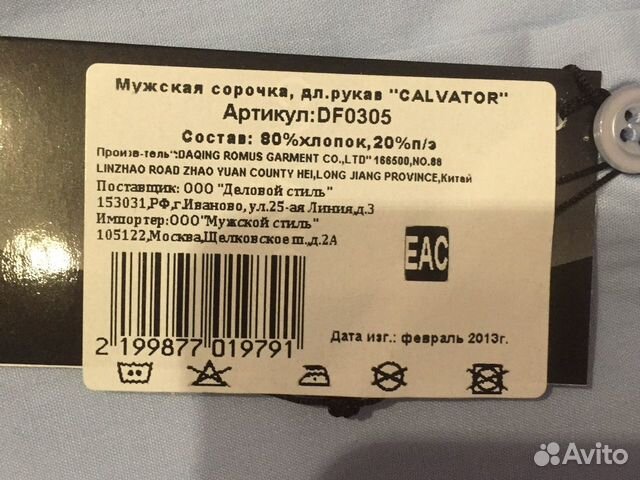 Мужская сорочка, дл.рукав "CALVATOR"
Артикул:DF0305
Состав: 80%хлопок,20%п/э
Произв-тель":DAQING ROMUS GARMENT CO.,LTD" 166500,NO.88
LINZHAO ROAD ZHAO YUAN COUNTY HEI,LONG JIANG PROVINCE,Китай
Поставщик: ООО "Деловой стиль"
153031,РФ,г.Иваново, ул.25-ая Линия,д.3
Импортер:ООО"Мужской стиль"
105122,Москва,Щелковское ш.,д.2А
ЕАС
Дата изг.: февраль 2013г.
2 199877 019791
Avito